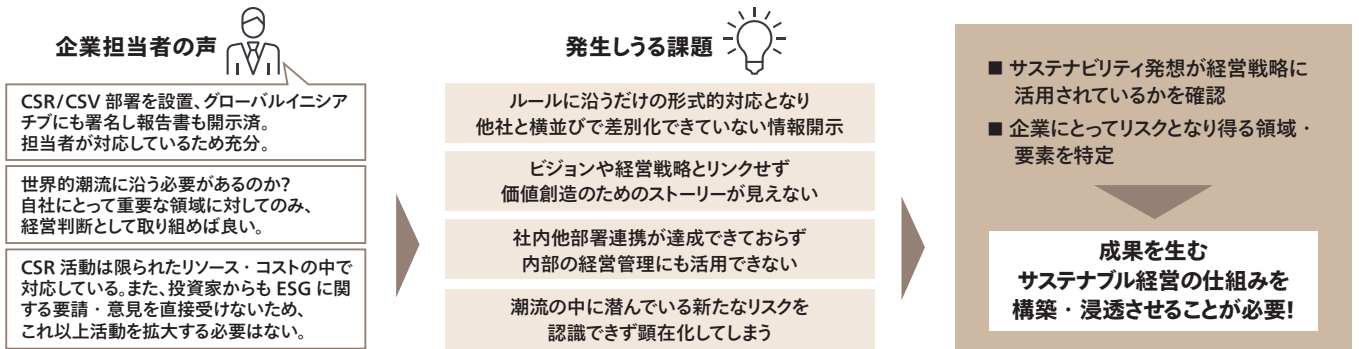 企業担当者の声
CSR/CSV 部署を設置、グローバルイニシア
チブにも署名し報告書も開示済。
担当者が対応しているため充分。
世界的潮流に沿う必要があるのか?
自社にとって重要な領域に対してのみ、
経営判断として取り組めば良い。
CSR 活動は限られたリソース・コストの中で
対応している。また、投資家からも ESG に関
する要請・意見を直接受けないため、
これ以上活動を拡大する必要はない。
発生しうる課題
ルールに沿うだけの形式的対応となり
他社と横並びで差別化できていない情報開示
ビジョンや経営戦略とリンクせず
価値創造のためのストーリーが見えない
社内他部署連携が達成できておらず
内部の経営管理にも活用できない
潮流の中に潜んでいる新たなリスクを
認識できず顕在化してしまう
■ サステナビリティ発想が経営戦略に
活用されているかを確認
■ 企業にとってリスクとなり得る領域・
要素を特定
成果を生む
サステナブル経営の仕組みを
構築・浸透させることが必要!